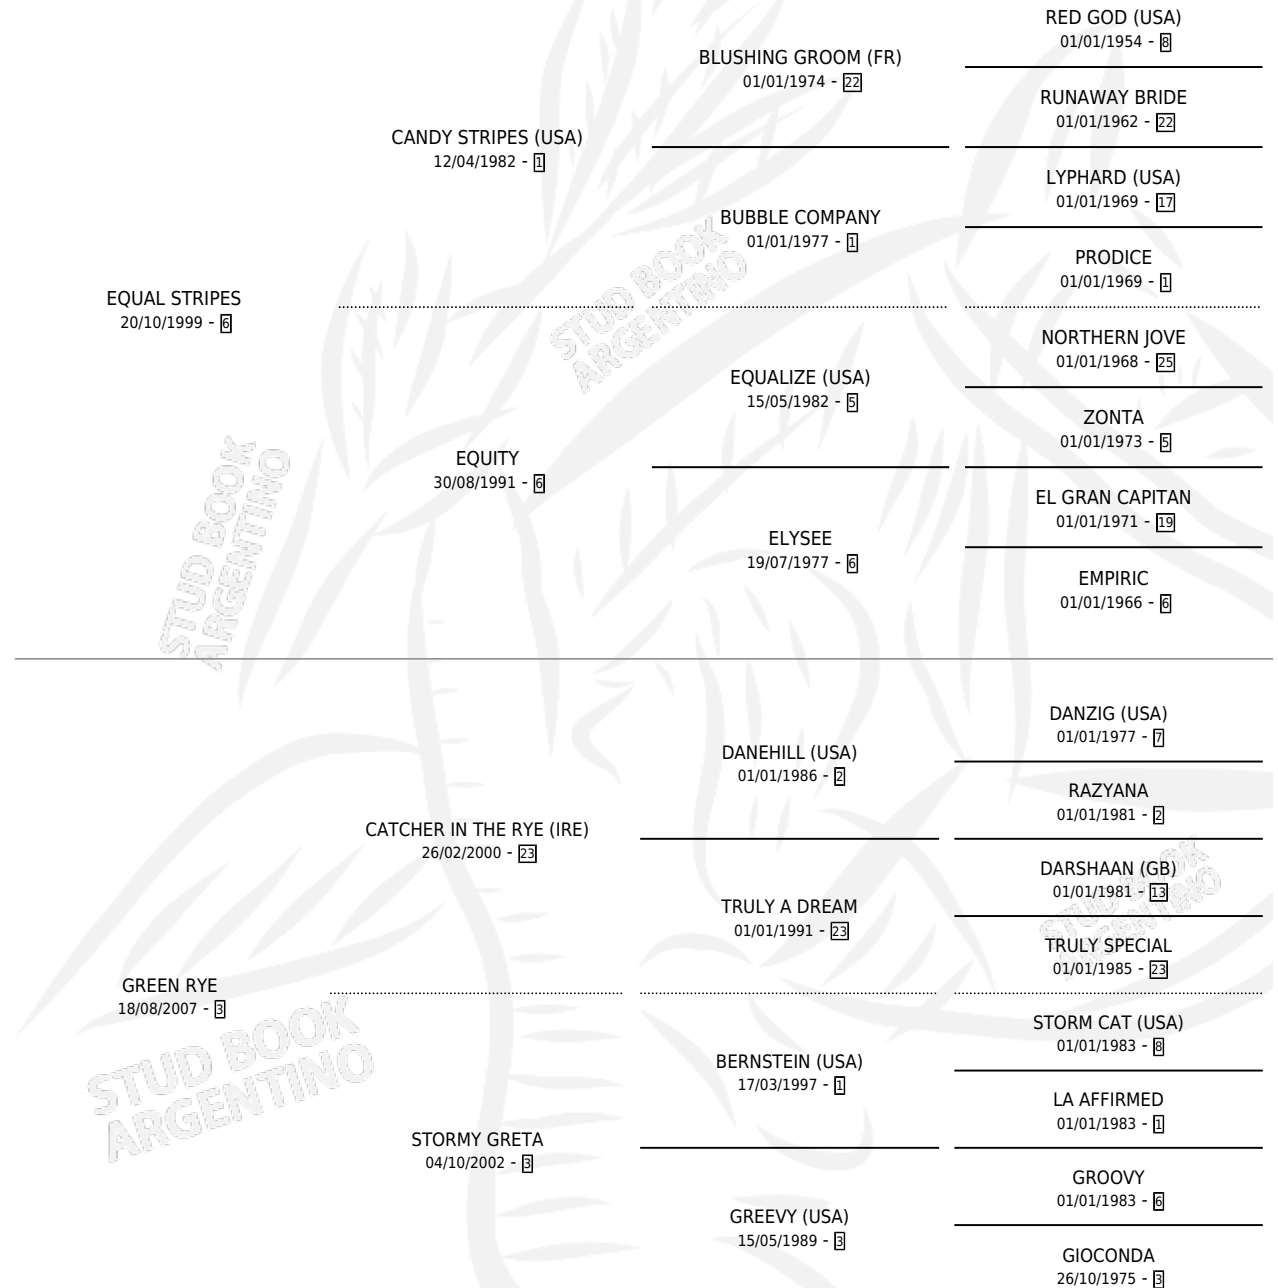 RED GOD (USA)
01/01/1954 - 8
BLUSHING GROOM (FR)
01/01/1974 - 22
RUNAWAY BRIDE
01/01/1962 - 22
CANDY STRIPES (USA)
12/04/1982 - 1
LYPHARD (USA)
01/01/1969 - 17
BUBBLE COMPANY
01/01/1977 - 1
PRODICE
01/01/1969 - 1
EQUAL STRIPES
20/10/1999 - 6
STUD BOOK
ARGENTINO
NORTHERN JOVE
01/01/1968 - 25
EQUALIZE (USA)
15/05/1982 - 5
ZONTA
01/01/1973 - 5
EQUITY
30/08/1991 - 6
EL GRAN CAPITAN
01/01/1971 - 19
ELYSEE
19/07/1977 - 6
EMPIRIC
01/01/1966 - 6
STUD BOOK
ARGENTINO
DANZIG (USA)
01/01/1977 - 7
DANEHILL (USA)
01/01/1986 - 2
RAZYANA
01/01/1981 - 2
CATCHER IN THE RYE (IRE)
26/02/2000 - 23
DARSHAAN (GB)
01/01/1981 - 13
TRULY A DREAM
01/01/1991 - 23
STUD BOOK
ARGENTINO
TRULY SPECIAL
01/01/1985 - 23
GREEN RYE
18/08/2007 - 3
STUD BOOK
ARGENTINO
STORM CAT (USA)
01/01/1983 - 8
BERNSTEIN (USA)
17/03/1997 - 1
LA AFFIRMED
01/01/1983 - 1
STORMY GRETA
04/10/2002 - 3
GROOVY
01/01/1983 - 6
GREEVY (USA)
15/05/1989 - 3
GIOCONDA
26/10/1975 - 3